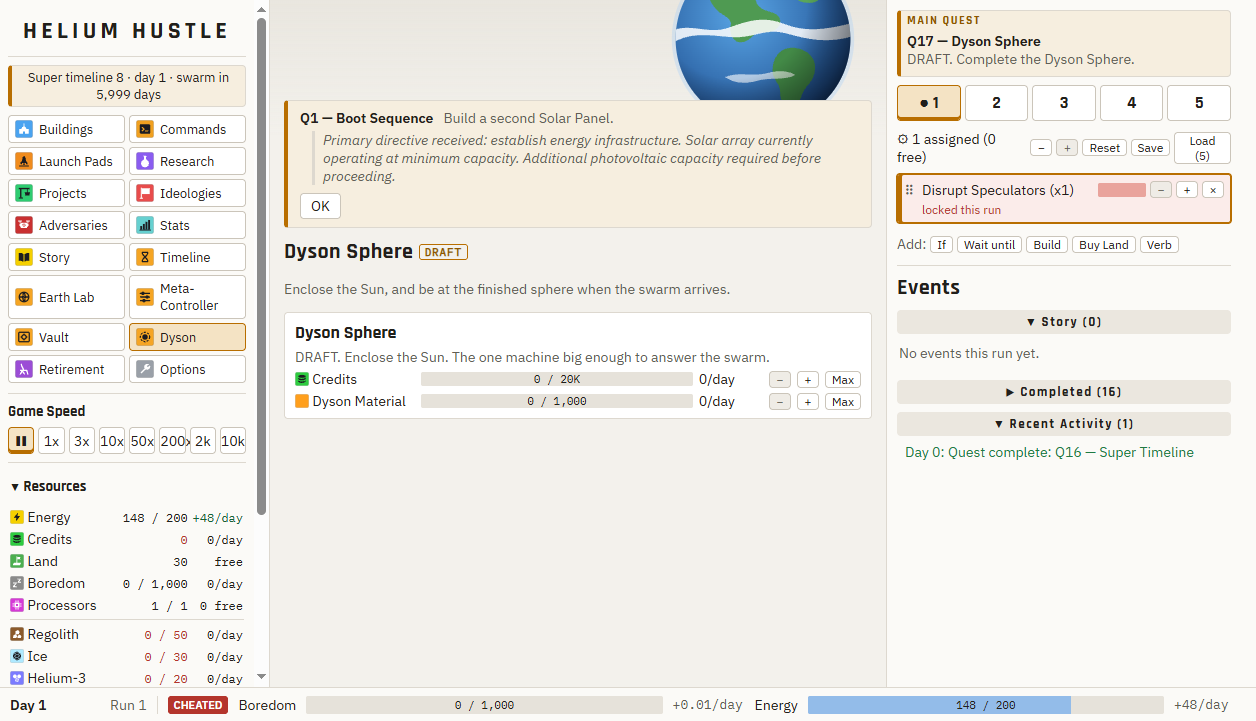 HELIUM HUSTLE
Super timeline 8 · day 1 · swarm in
5,999 days
Buildings
Commands
Launch Pads
Research
Projects
Ideologies
Adversaries
Stats
Story
Timeline
Earth Lab
Meta-
Controller
Vault
Dyson
Retirement
Options
Game Speed
1x 3x 10x 50x 200x 2k 10k
▼ Resources
Energy 148 / 200 +48/day
Credits 0 0/day
Land 30 free
Boredom 0 / 1,000 0/day
Processors 1 / 1 0 free
Regolith 0 / 50 0/day
Ice 0 / 30 0/day
Helium-3 0 / 20 0/day
Q1 — Boot Sequence Build a second Solar Panel.
Primary directive received: establish energy infrastructure. Solar array currently
operating at minimum capacity. Additional photovoltaic capacity required before
proceeding.
OK
Dyson Sphere DRAFT
Enclose the Sun, and be at the finished sphere when the swarm arrives.
Dyson Sphere
DRAFT. Enclose the Sun. The one machine big enough to answer the swarm.
Credits 0 / 20K 0/day − + Max
Dyson Material 0 / 1,000 0/day − + Max
MAIN QUEST
Q17 — Dyson Sphere
DRAFT. Complete the Dyson Sphere.
● 1 2 3 4 5
⚙ 1 assigned (0
free)
− + Reset Save
Load
(5)
⠿ Disrupt Speculators (x1) − + ×
locked this run
Add: If Wait until Build Buy Land Verb
Events
▼ Story (0)
No events this run yet.
▶ Completed (16)
▼ Recent Activity (1)
Day 0: Quest complete: Q16 — Super Timeline
Day 1 Run 1 CHEATED Boredom 0 / 1,000 +0.01/day Energy 148 / 200 +48/day